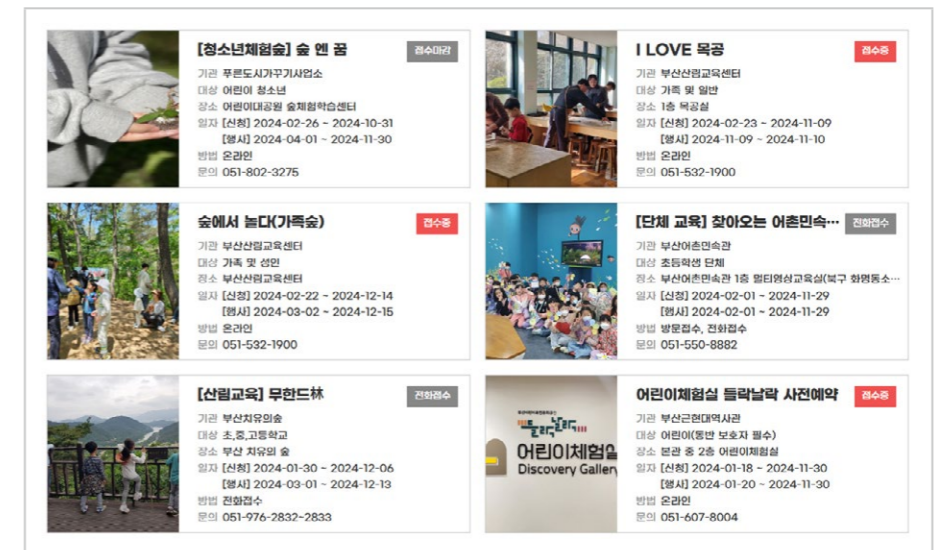 [청소년체험숲] 숲 엔 꿈 접수마감
기관 푸른도시가꾸기사업소
대상 어린이 청소년
장소 어린이대공원 숲체험학습센터
일자 [신청] 2024-02-26 ~ 2024-10-31
[행사] 2024-04-01 ~ 2024-11-30
방법 온라인
문의 051-802-3275
I LOVE 목공 접수중
기관 부산산림교육센터
대상 가족 및 일반
장소 1층 목공실
일자 [신청] 2024-02-23 ~ 2024-11-09
[행사] 2024-11-09 ~ 2024-11-10
방법 온라인
문의 051-532-1900
숲에서 놀다(가족숲) 접수중
기관 부산산림교육센터
대상 가족 및 성인
장소 부산산림교육센터
일자 [신청] 2024-02-22 ~ 2024-12-14
[행사] 2024-03-02 ~ 2024-12-15
방법 온라인
문의 051-532-1900
[단체 교육] 찾아오는 어촌민속… 전화접수
기관 부산어촌민속관
대상 초등학생 단체
장소 부산어촌민속관 1층 멀티영상교육실(북구 화명동소…
일자 [신청] 2024-02-01 ~ 2024-11-29
[행사] 2024-02-01 ~ 2024-11-29
방법 방문접수, 전화접수
문의 051-550-8882
[산림교육] 무한드林 전화접수
기관 부산치유의숲
대상 초,중,고등학교
장소 부산 치유의 숲
일자 [신청] 2024-01-30 ~ 2024-12-06
[행사] 2024-03-01 ~ 2024-12-13
방법 전화접수
문의 051-976-2832~2833
들락날락
어린이체험실
Discovery Gallery
어린이체험실 들락날락 사전예약 접수중
기관 부산근현대역사관
대상 어린이(동반 보호자 필수)
장소 본관 중 2층 어린이체험실
일자 [신청] 2024-01-18 ~ 2024-11-30
[행사] 2024-01-20 ~ 2024-11-30
방법 온라인
문의 051-607-8004